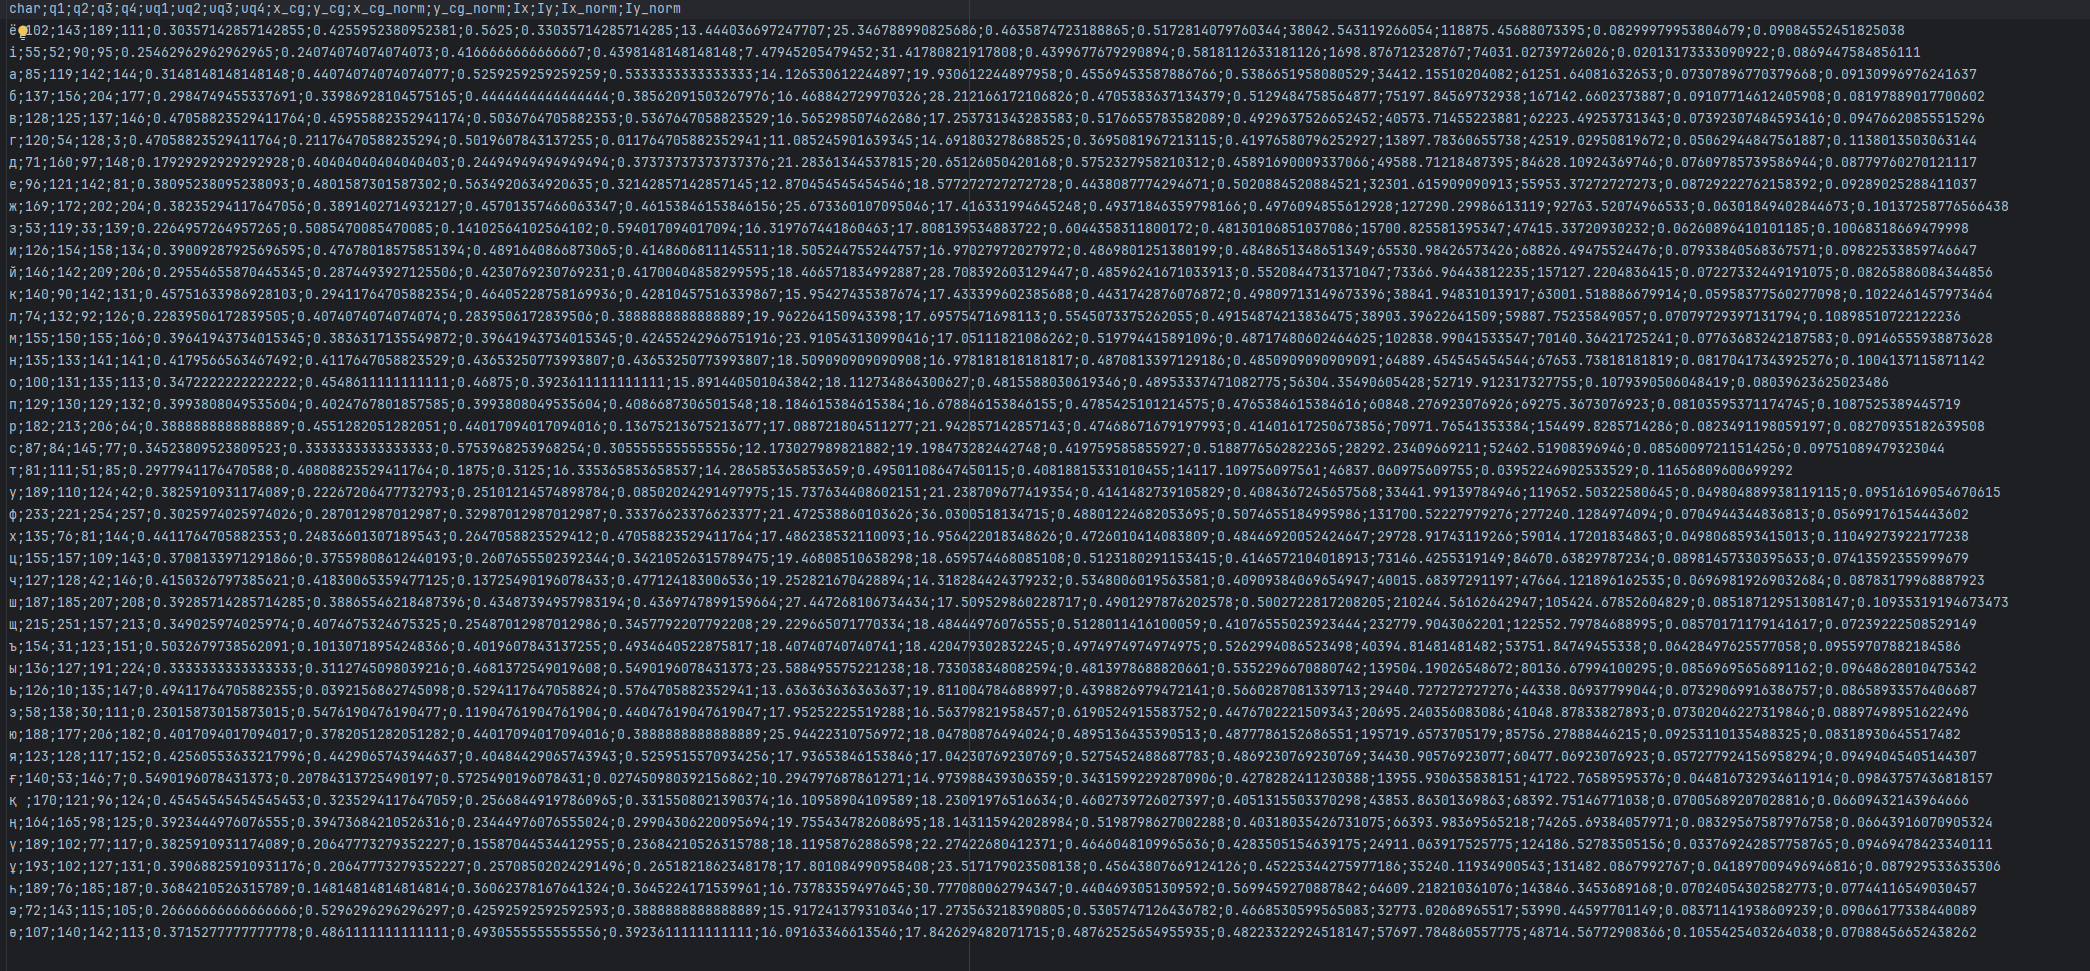 char;q1;q2;q3;q4;uq1;uq2;uq3;uq4;x_cg;y_cg;x_cg_norm;y_cg_norm;Ix;Iy;Ix_norm;Iy_norm
ё;102;143;189;111;0.30357142857142855;0.4255952380952381;0.5625;0.33035714285714285;13.444036697247707;25.346788990825686;0.4635874723188865;0.5172814079760344;38042.543119266054;118875.45688073395;0.08299979953804679;0.09084552451825038
і;55;52;90;95;0.25462962962962965;0.24074074074074073;0.4166666666666667;0.4398148148148148;7.47945205479452;31.41780821917808;0.4399677679290894;0.5818112633181126;1698.876712328767;74031.0273972602​6;0.02013173333090922;0.0869447584856111
а;85;119;142;144;0.3148148148148148;0.44074074074074077;0.5259259259259259;0.5333333333333333;14.126530612244897;19.930612244897958;0.45569453587886766;0.5386651958080529;34412.15510204082;61251.64081632653;0.07307896770379668;0.09130996976241637
б;137;156;204;177;0.2984749455337691;0.33986928104575165;0.4444444444444444;0.38562091503267976;16.468842729970326;28.21216617210682​6;0.4705383637134379;0.5129484758564877;75197.84569732938;167142.6602373887;0.09107714612405908;0.08197889017700602
в;128;125;137;146;0.47058823529411764;0.45955882352941174;0.5036764705882353;0.5367647058823529;16.565298507462686;17.253731343283583;0.5176655783582089;0.4929637526652452;40573.71455223881;62223.49253731343;0.07392307484593416;0.09476620855515296
г;120;54;128;3;0.47058823529411764;0.21176470588235294;0.5019607843137255;0.011764705882352941;11.085245901639345;14.691803278688525;0.3695081967213115;0.41976580796252927;13897.78360655738;42519.02950819672;0.05062944847561887;0.1138013503063144
д;71;160;97;148;0.17929292929292928;0.40404040404040403;0.24494949494949494;0.37373737373737376;21.28361344537815;20.65126050420168;0.5752327958210312;0.45891690009337066;49588.71218487395;84628.10924369746;0.07609785739586944;0.08779760270121117
е;96;121;142;81;0.38095238095238093;0.4801587301587302;0.5634920634920635;0.32142857142857145;12.870454545454546;18.577272727272728;0.4438087774294671;0.5020884520884521;32301.615909090913;55953.37272727273;0.08729222762158392;0.09289025288411037
ж;169;172;202;204;0.38235294117647056;0.3891402714932127;0.45701357466063347;0.46153846153846156;25.673360107095046;17.416331994645248;0.49371846359798166;0.4976094855612928;127290.29986613119;92763.52074966533;0.06301849402844673;0.10137258776566438
з;53;119;33;139;0.2264957264957265;0.5085470085470085;0.14102564102564102;0.594017094017094;16.319767441860463;17.808139534883722;0.6044358311800172;0.48130106851037086;15700.825581395347;47415.33720930232;0.06260896410101185;0.10068318669479998
и;126;154;158;134;0.39009287925696595;0.47678018575851394;0.4891640866873065;0.4148606811145511;18.505244755244757;16.97027972027972;0.4869801251380199;0.4848651348651349;65530.98426573426;68826.49475524476;0.07933840568367571;0.09822533859746647
й;146;142;209;206;0.29554655870445345;0.2874493927125506;0.4230769230769231;0.41700404858299595;18.466571834992887;28.708392603129447;0.48596241671033913;0.5520844731371047;73366.96443812235;157127.2204836415;0.07227332449191075;0.08265886084344856
к;140;90;142;131;0.45751633986928103;0.29411764705882354;0.46405228758169936;0.42810457516339867;15.95427435387674;17.433399602385688;0.4431742876076872;0.49809713149673396;38841.94831013917;63001.518886679914;0.05958377560277098;0.1022461457973464
л;74;132;92;126;0.22839506172839505;0.4074074074074074;0.2839506172839506;0.3888888888888889;19.962264150943398;17.69575471698113;0.5545073375262055;0.49154874213836475;38903.39622641509;59887.75235849057;0.07079729397131794;0.10898510722122236
м;155;150;155;166;0.39641943734015345;0.3836317135549872;0.39641943734015345;0.42455242966751916;23.910543130990416;17.05111821086262;0.519794415891096;0.48717480602464625;102838.99041533547;70140.36421725241;0.07763683242187583;0.09146555938873628
н;135;133;141;141;0.4179566563467492;0.4117647058823529;0.43653250773993807;0.43653250773993807;18.509090909090908;16.978181818181817;0.4870813397129186;0.4850909090909091;64889.454545454544;67653.73818181819;0.08170417343925276;0.1004137115871142
о;100;131;135;113;0.3472222222222222;0.4548611111111111;0.46875;0.3923611111111111;15.891440501043842;18.112734864300627;0.4815588030619346;0.48953337471082775;56304.35490605428;52719.912317327755;0.1079390506048419;0.08039623625023486
п;129;130;129;132;0.3993808049535604;0.4024767801857585;0.3993808049535604;0.4086687306501548;18.184615384615384;16.678846153846155;0.4785425101214575;0.4765384615384616;60848.276923076926;69275.3673076923;0.08103595371174745;0.1087525389445719
р;182;213;206;64;0.3888888888888889;0.4551282051282051;0.44017094017094016;0.13675213675213677;17.088721804511277;21.942857142857143;0.47468671679197993;0.41401617250673856;70971.76541353384;154499.8285714286;0.0823491198059197;0.08270935182639508
с;87;84;145;77;0.34523809523809523;0.3333333333333333;0.5753968253968254;0.3055555555555556;12.173027989821882;19.198473282442748;0.419759585755927;0.5188776562822365;28292.23409669211;52462.51908396946;0.08560097211514256;0.09751089479323044
т;81;111;51;85;0.2977941176470588;0.40808823529411764;0.1875;0.3125;16.335365853658537;14.286585365853659;0.49501108647450115;0.40818815331010455;14117.109756097561;46837.060975609755;0.03952246902533529;0.11656809600699292
у;189;110;124;42;0.3825910931174089;0.22267206477732793;0.25101214574898784;0.08502024291497975;15.737634408602151;21.238709677419354;0.4141482739105829;0.4084367245657568;33441.99139784946;119652.50322580645;0.049804889938119115;0.09516169054670615
ф;233;221;254;257;0.3025974025974026;0.287012987012987;0.32987012987012987;0.33376623376623377;21.472538860103626;36.0300518134715;0.48801224682053695;0.5074655184995986;131700.52227979276;277240.1284974094;0.0704944344836813;0.05699176154443602
х;135;76;81;144;0.4411764705882353;0.24836601307189543;0.2647058823529412;0.47058823529411764;17.486238532110093;16.956422018348626;0.4726010414083809;0.4844692005242​4647;29728.91743119266;59014.17201834863;0.0498068593415013;0.11049273922177238
ц;155;157;109;143;0.3708133971291866;0.37559808612440193;0.2607655502392344;0.34210526315789475;19.46808510638298;18.659574468085108;0.5123180291153415;0.4146572104018913;73146.4255319149;84670.63829787234;0.08981457330395633;0.07413592355999679
ч;127;128;42;146;0.4150326797385621;0.41830065359477125;0.13725490196078433;0.477124183006536;19.252821670428894;14.318284424379232;0.5348006019563581;0.40909384069654947;40015.68397291197;47664.121896162535;0.06969819269032684;0.08783179968887923
ш;187;185;207;208;0.39285714285714285;0.38865546218487396;0.43487394957983194;0.4369747899159664;27.447268106734434;17.509529860228717;0.4901297876202578;0.5002722817208205;210244.56162642947;105424.67852604829;0.08518712951308147;0.10935319194673473
щ;215;251;157;213;0.349025974025974;0.4074675324675325;0.25487012987012986;0.3457792207792208;29.229665071770334;18.48444976076555;0.5128011416100059;0.41076555023923444;232779.9043062201;122552.79784688995;0.08570171179141617;0.07239222508529149
ъ;154;31;123;151;0.5032679738562091;0.10130718954248366;0.4019607843137255;0.4934640522875817;18.40740740740741;18.420479302832245;0.4974974974974975;0.5262994086523498;40394.81481481482;53751.84749455338;0.06428497625577058;0.09559707882184586
ы;136;127;191;224;0.3333333333333333;0.3112745098039216;0.4681372549019608;0.5490196078431373;23.588495575221238;18.733038348082594;0.4813978688820661;0.5352296670880742;139504.19026548672;80136.67994100295;0.08569695656891162;0.09648628010475342
ь;126;10;135;147;0.49411764705882355;0.0392156862745098;0.5294117647058824;0.5764705882352941;13.636363636363637;19.811004784688997;0.4398826979472141;0.5660287081339713;29440.727272727276;44338.06937799044;0.07329069916386757;0.08658933576406687
э;58;138;30;111;0.23015873015873015;0.5476190476190477;0.11904761904761904;0.44047619047619047;17.95252225519288;16.56379821958457;0.6190524915583752;0.4476702221509343;20695.240356083086;41048.87833827893;0.07302046227319846;0.08897498951622496
ю;188;177;206;182;0.4017094017094017;0.3782051282051282;0.44017094017094016;0.3888888888888889;25.94422310756972;18.04780876494024;0.4895136435390513;0.4877786152686551;195719.6573705179;85756.27888446215;0.09253110135488325;0.08318930645517482
я;123;128;117;152;0.42560553633217996;0.44290657439446​37;0.40484429065743943;0.5259515570934256;17.93653846153846;17.04230769230769;0.5275452488687783;0.4869230769230769;34430.90576923077;60477.06923076923;0.057277924156958294;0.09494045405144307
ғ;140;53;146;7;0.5490196078431373;0.20784313725490197;0.5725490196078431;0.027450980392156862;10.294797687861271;14.973988439306359;0.34315992292870906;0.4278282411230388;13955.930635838151;41722.76589595376;0.044816732934611914;0.09843757436818157
қ ;170;121;96;124;0.45454545454545453;0.3235294117647059;0.25668449197860965;0.3315508021390374;16.10958904109589;18.23091976516634;0.4602739726027397;0.4051315503370298;43853.86301369863;68392.75146771038;0.07005689207028816;0.06609432143964666
ң;164;165;98;125;0.3923444976076555;0.39473684210526316;0.23444976076555024;0.29904306220095694;19.755434782608695;18.143115942028984;0.5198798627002288;0.40318035426731075;66393.98369565218;74265.69384057971;0.08329567587976758;0.06643916070905324
ү;189;102;77;117;0.3825910931174089;0.20647773279352227;0.1558704453441295​5;0.23684210526315788;18.11958762886598;22.27422680412371;0.4646048109965636;0.4283505154639175;24911.063917525775;124186.52783505156;0.033769242857758765;0.09469478423340111
ұ;193;102;127;131;0.39068825910931176;0.20647773279352227;0.25708502024291496;0.2651821862348178;17.801084990958408;23.517179023508138;0.45643807669124126;0.45225344275977186;35240.11934900543;131482.0867992767;0.041897009496946816;0.087929533635306
һ;189;76;185;187;0.3684210526315789;0.14814814814814814;0.36062378167641324;0.3645224171539961;16.73783359497645;30.777080062794347;0.4404693051309592;0.5699459270887842;64609.218210361076;143846.3453689168;0.07024054302582773;0.07744116549030457
ә;72;143;115;105;0.26666666666666666;0.5296296296296297;0.42592592592592593;0.3888888888888889;15.917241379310346;17.273563218390805;0.5305747126436782;0.4668530599565083;32773.02068965517;53990.44597701149;0.08371141938609239;0.09066177338440089
ө;107;140;142;113;0.3715277777777778;0.4861111111111111;0.4930555555555556;0.3923611111111111;16.09163346613546;17.842629482071715;0.48762525654955935;0.48223322924518147;57697.784860557775;48714.56772908366;0.1055425403264038;0.07088456652438262